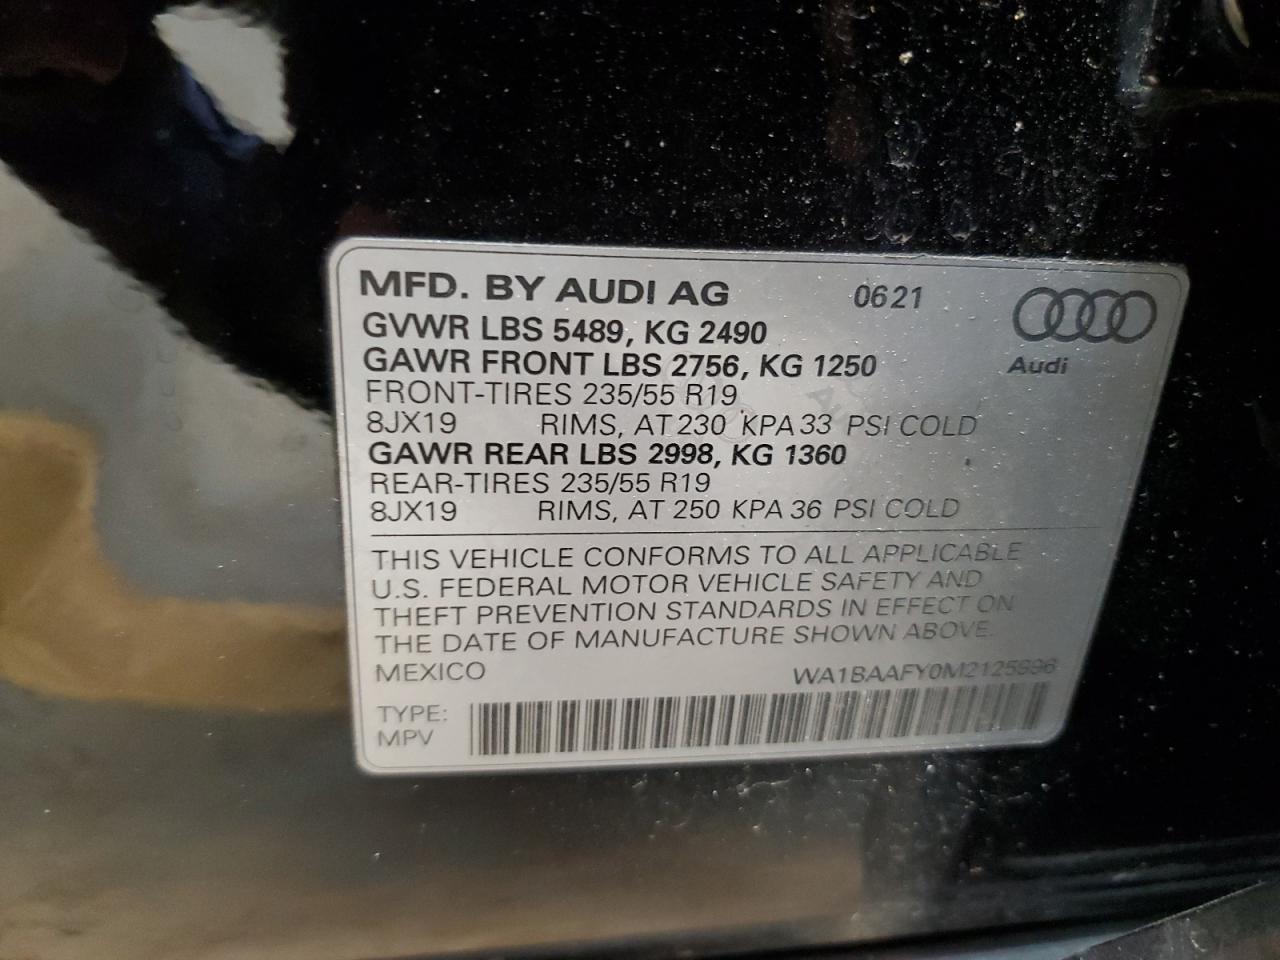 MFD. BY AUDI AG 0621
GVWR LBS 5489, KG 2490
GAWR FRONT LBS 2756, KG 1250
Audi
FRONT-TIRES 235/55 R19
8JX19 RIMS, AT 230 KPA 33 PSI COLD
GAWR REAR LBS 2998, KG 1360
REAR-TIRES 235/55 R19
8JX19 RIMS, AT 250 KPA 36 PSI COLD
THIS VEHICLE CONFORMS TO ALL APPLICABLE
U.S. FEDERAL MOTOR VEHICLE SAFETY AND
THEFT PREVENTION STANDARDS IN EFFECT ON
THE DATE OF MANUFACTURE SHOWN ABOVE.
MEXICO
TYPE:
MPV